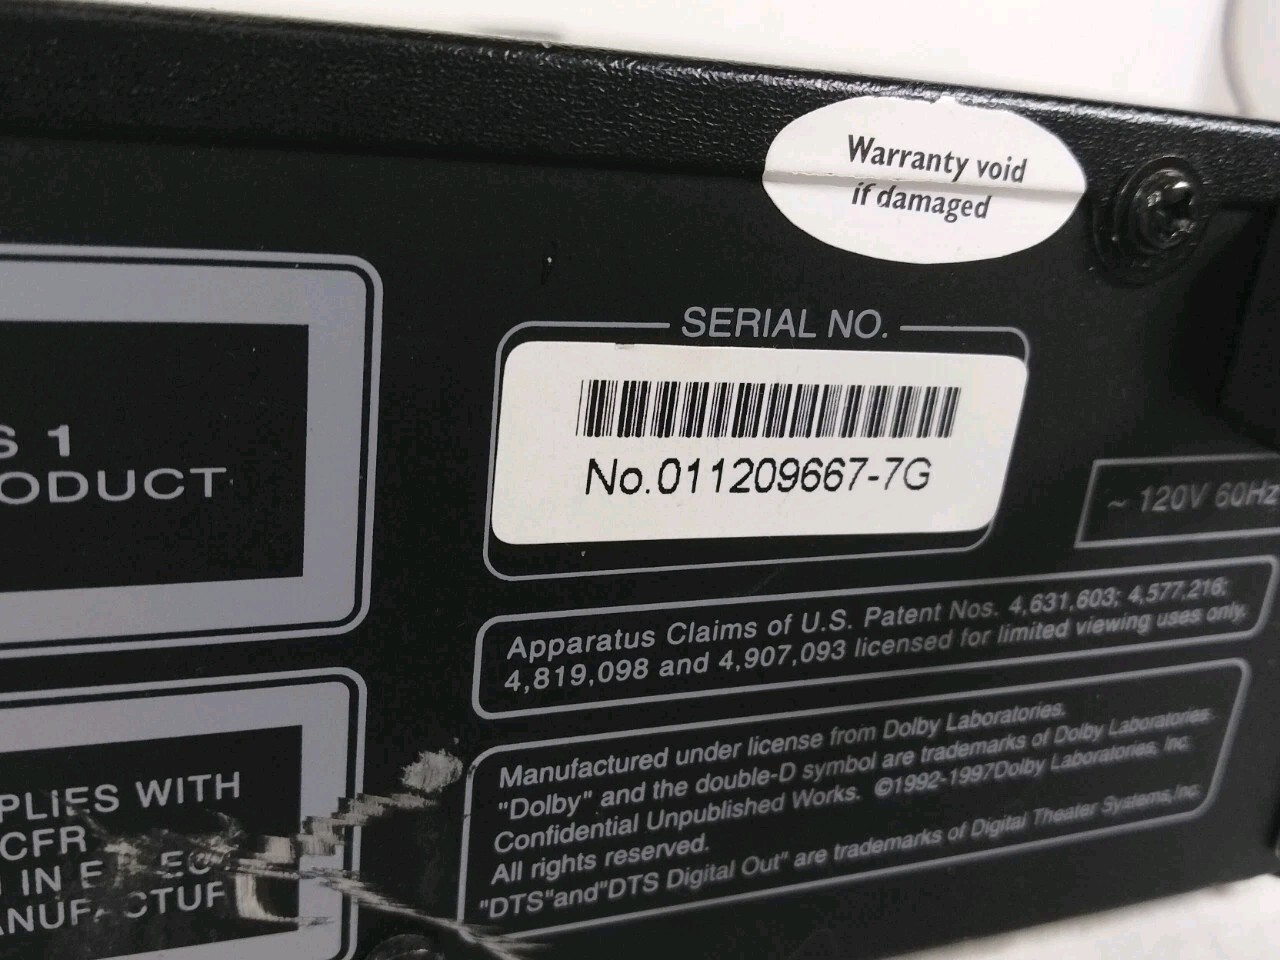 Warranty void
if damaged
SERIAL NO.
No.011209667-7G
S 1
ODUCT
~ 120V 60Hz
Apparatus Claims of U.S. Patent Nos. 4,631,603; 4,577,216;
4,819,098 and 4,907,093 licensed for limited viewing uses only.
Manufactured under license from Dolby Laboratories.
"Dolby" and the double-D symbol are trademarks of Dolby Laboratories.
Confidential Unpublished Works. ©1992-1997Dolby Laboratories, Inc.
All rights reserved.
"DTS"and"DTS Digital Out" are trademarks of Digital Theater Systems,Inc.
PLIES WITH
CFR
IN E
ANUFACTUR